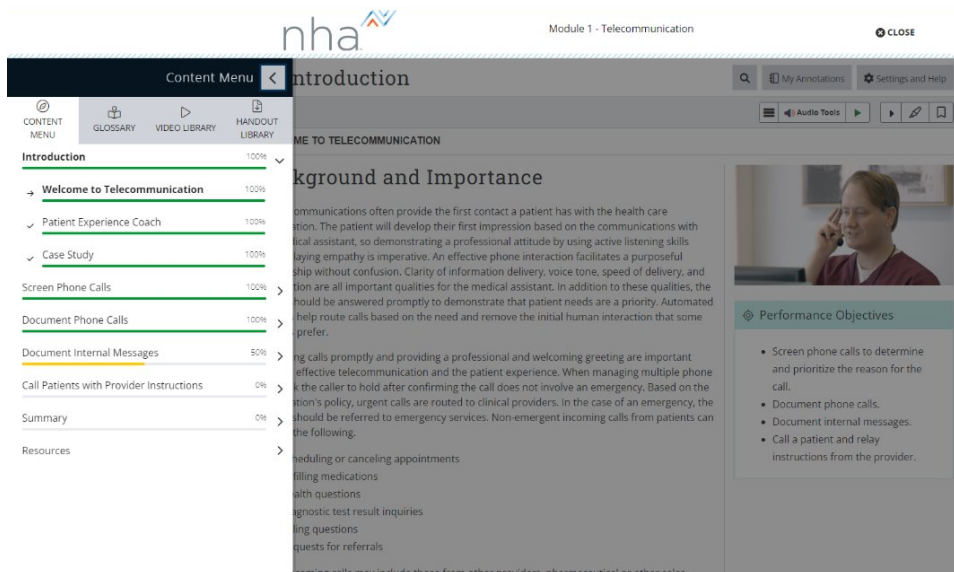 nha
Module 1 - Telecommunication
CLOSE
Content Menu
CONTENT MENU
GLOSSARY
VIDEO LIBRARY
HANDOUT LIBRARY
Introduction 100%
Welcome to Telecommunication 100%
Patient Experience Coach 100%
Case Study 100%
Screen Phone Calls 100%
Document Phone Calls 100%
Document Internal Messages 50%
Call Patients with Provider Instructions 0%
Summary 0%
Resources
ntroduction
My Annotations
Settings and Help
Audio Tools
ME TO TELECOMMUNICATION
kground and Importance
ommunications often provide the first contact a patient has with the health care
tion. The patient will develop their first impression based on the communications with
ical assistant, so demonstrating a professional attitude by using active listening skills
laying empathy is imperative. An effective phone interaction facilitates a purposeful
ship without confusion. Clarity of information delivery, voice tone, speed of delivery, and
tion are all important qualities for the medical assistant. In addition to these qualities, the
hould be answered promptly to demonstrate that patient needs are a priority. Automated
help route calls based on the need and remove the initial human interaction that some
prefer.
ng calls promptly and providing a professional and welcoming greeting are important
effective telecommunication and the patient experience. When managing multiple phone
k the caller to hold after confirming the call does not involve an emergency. Based on the
tion's policy, urgent calls are routed to clinical providers. In the case of an emergency, the
should be referred to emergency services. Non-emergent incoming calls from patients can
the following.
heduling or canceling appointments
filling medications
alth questions
agnostic test result inquiries
ling questions
quests for referrals
Performance Objectives
• Screen phone calls to determine
and prioritize the reason for the
call.
• Document phone calls.
• Document internal messages.
• Call a patient and relay
instructions from the provider.